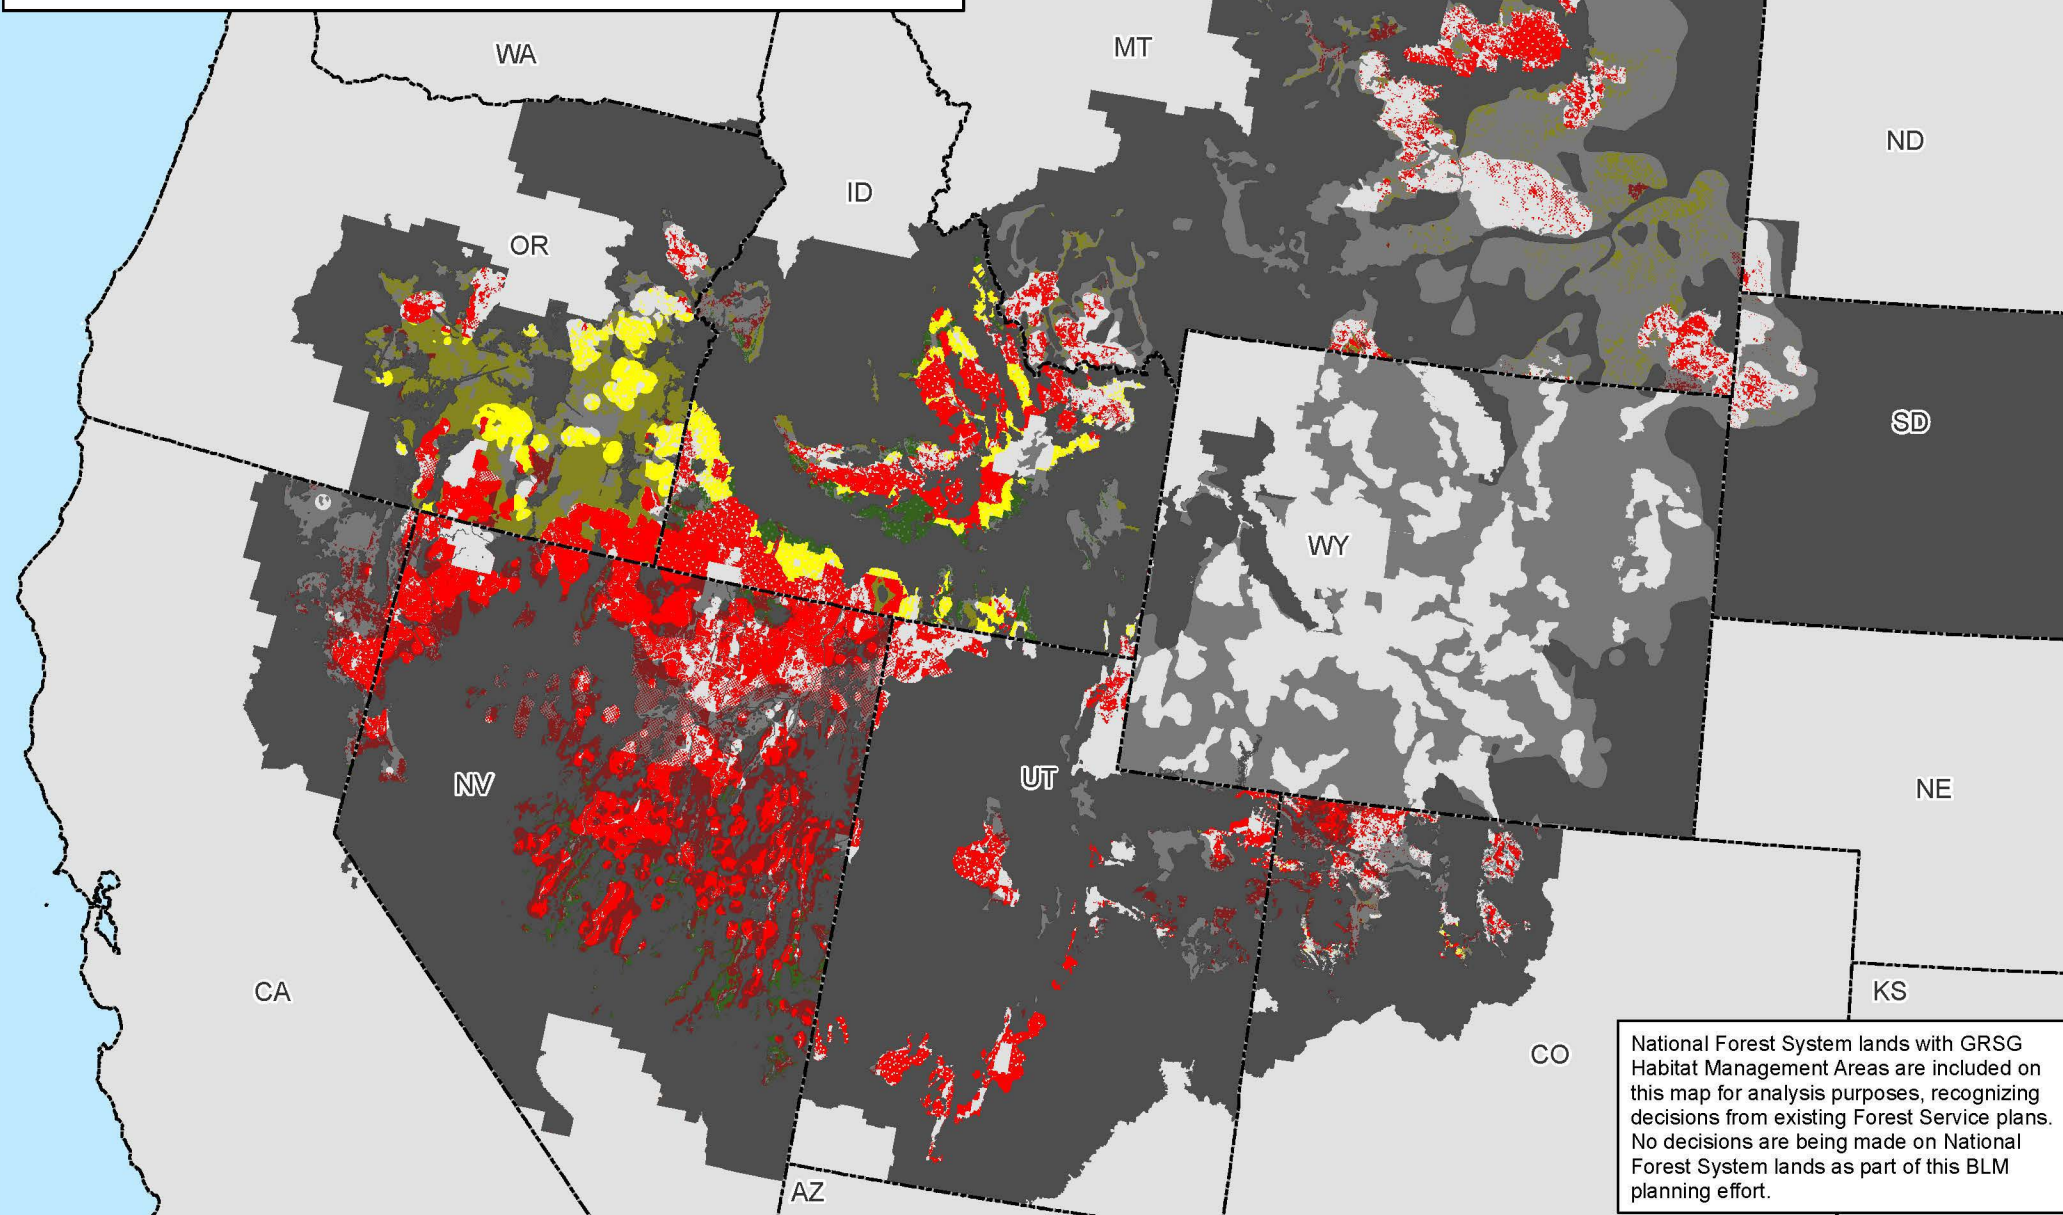 WA
MT
ND
ID
OR
SD
WY
NV
UT
NE
CA
KS
CO
AZ
National Forest System lands with GRSG
Habitat Management Areas are included on
this map for analysis purposes, recognizing
decisions from existing Forest Service plans.
No decisions are being made on National
Forest System lands as part of this BLM
planning effort.